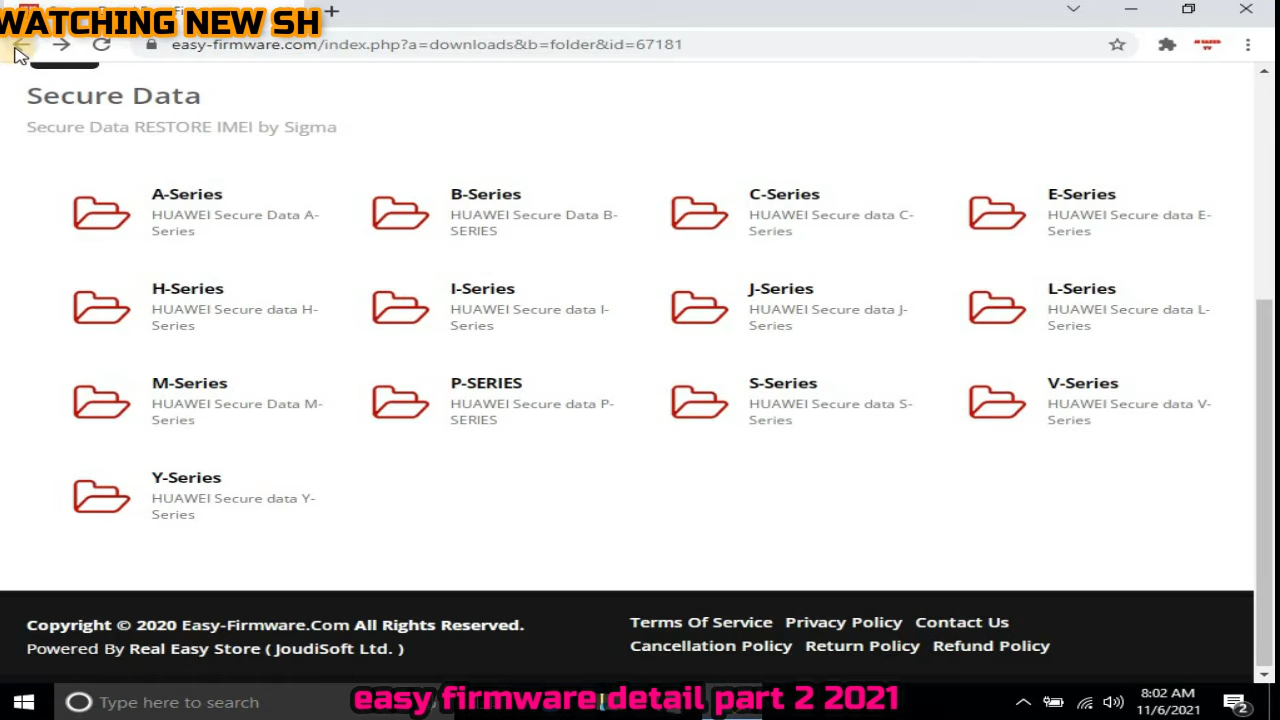 WATCHING NEW SH
easy-firmware.com/index.php?a=downloads&b=folder&id=67181
Secure Data
Secure Data RESTORE IMEI by Sigma
A-Series
HUAWEI Secure Data A-
Series
B-Series
HUAWEI Secure Data B-
SERIES
C-Series
HUAWEI Secure data C-
Series
E-Series
HUAWEI Secure data E-
Series
H-Series
HUAWEI Secure data H-
Series
I-Series
HUAWEI Secure data I-
Series
J-Series
HUAWEI Secure data J-
Series
L-Series
HUAWEI Secure data L-
Series
M-Series
HUAWEI Secure Data M-
Series
P-SERIES
HUAWEI Secure data P-
SERIES
S-Series
HUAWEI Secure data S-
Series
V-Series
HUAWEI Secure data V-
Series
Y-Series
HUAWEI Secure data Y-
Series
Copyright © 2020 Easy-Firmware.Com All Rights Reserved.
Powered By Real Easy Store ( JoudiSoft Ltd. )
Terms Of Service Privacy Policy Contact Us
Cancellation Policy Return Policy Refund Policy
Type here to search
easy firmware detail part 2 2021
8:02 AM
11/6/2021
2